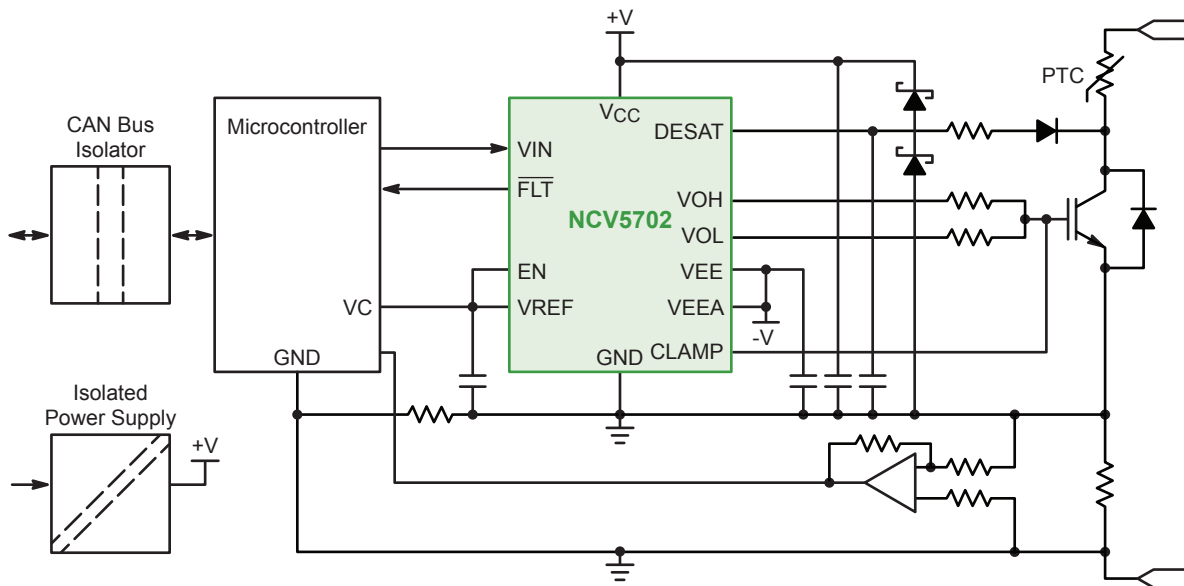 +V
PTC
CAN Bus
Isolator
Microcontroller
VCC
DESAT
VIN
FLT
VOH
NCV5702
VOL
EN
VEE
VC
VREF
VEEA
-V
GND
GND
CLAMP
Isolated
Power Supply
+V